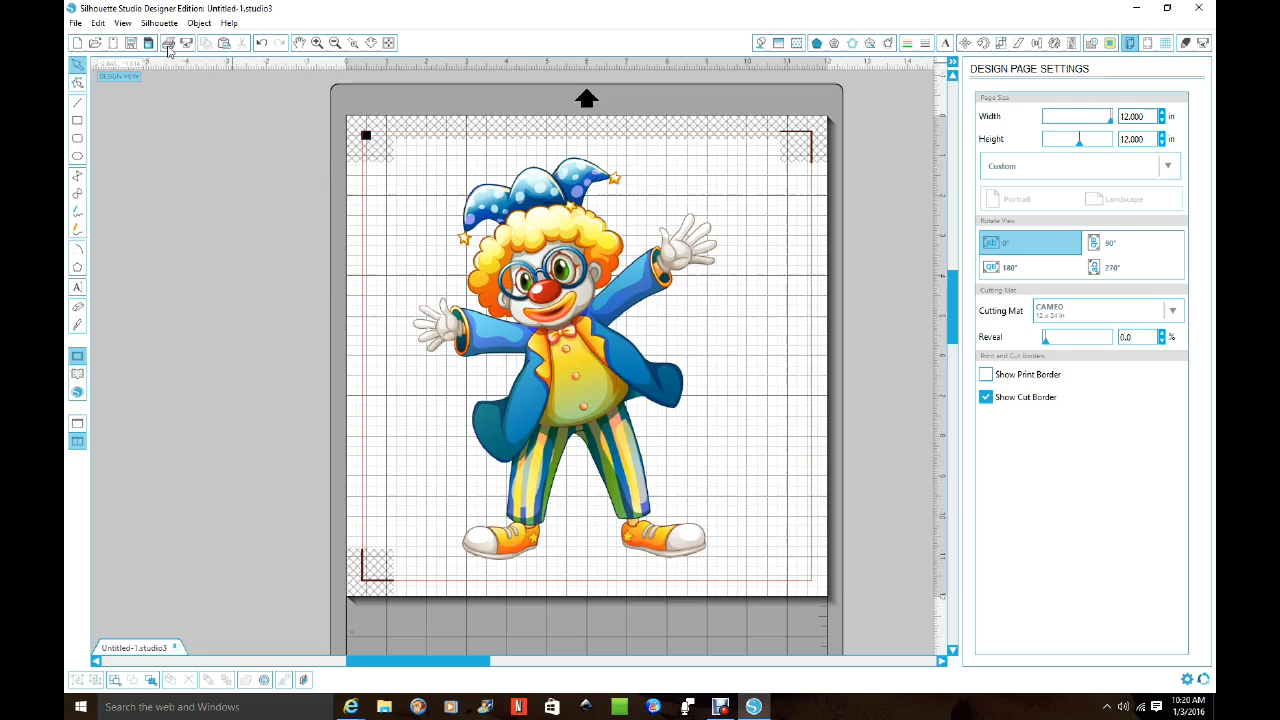 Silhouette Studio Designer Edition: Untitled-1.studio3
File Edit View Silhouette Object Help
DESIGN VIEW
DESIGN PAGE SETTINGS
Page Size
Width 12.000 in
Height 12.000 in
Custom
Portrait Landscape
Rotate View
0° 90°
180° 270°
Cutting Mat
Cutting Mat CAMEO
12 x 24 in
Reveal 0.0 %
Print and Cut Borders
Show Print Border
Show Cut Border
Untitled-1.studio3 x
Search the web and Windows
10:20 AM
1/3/2016